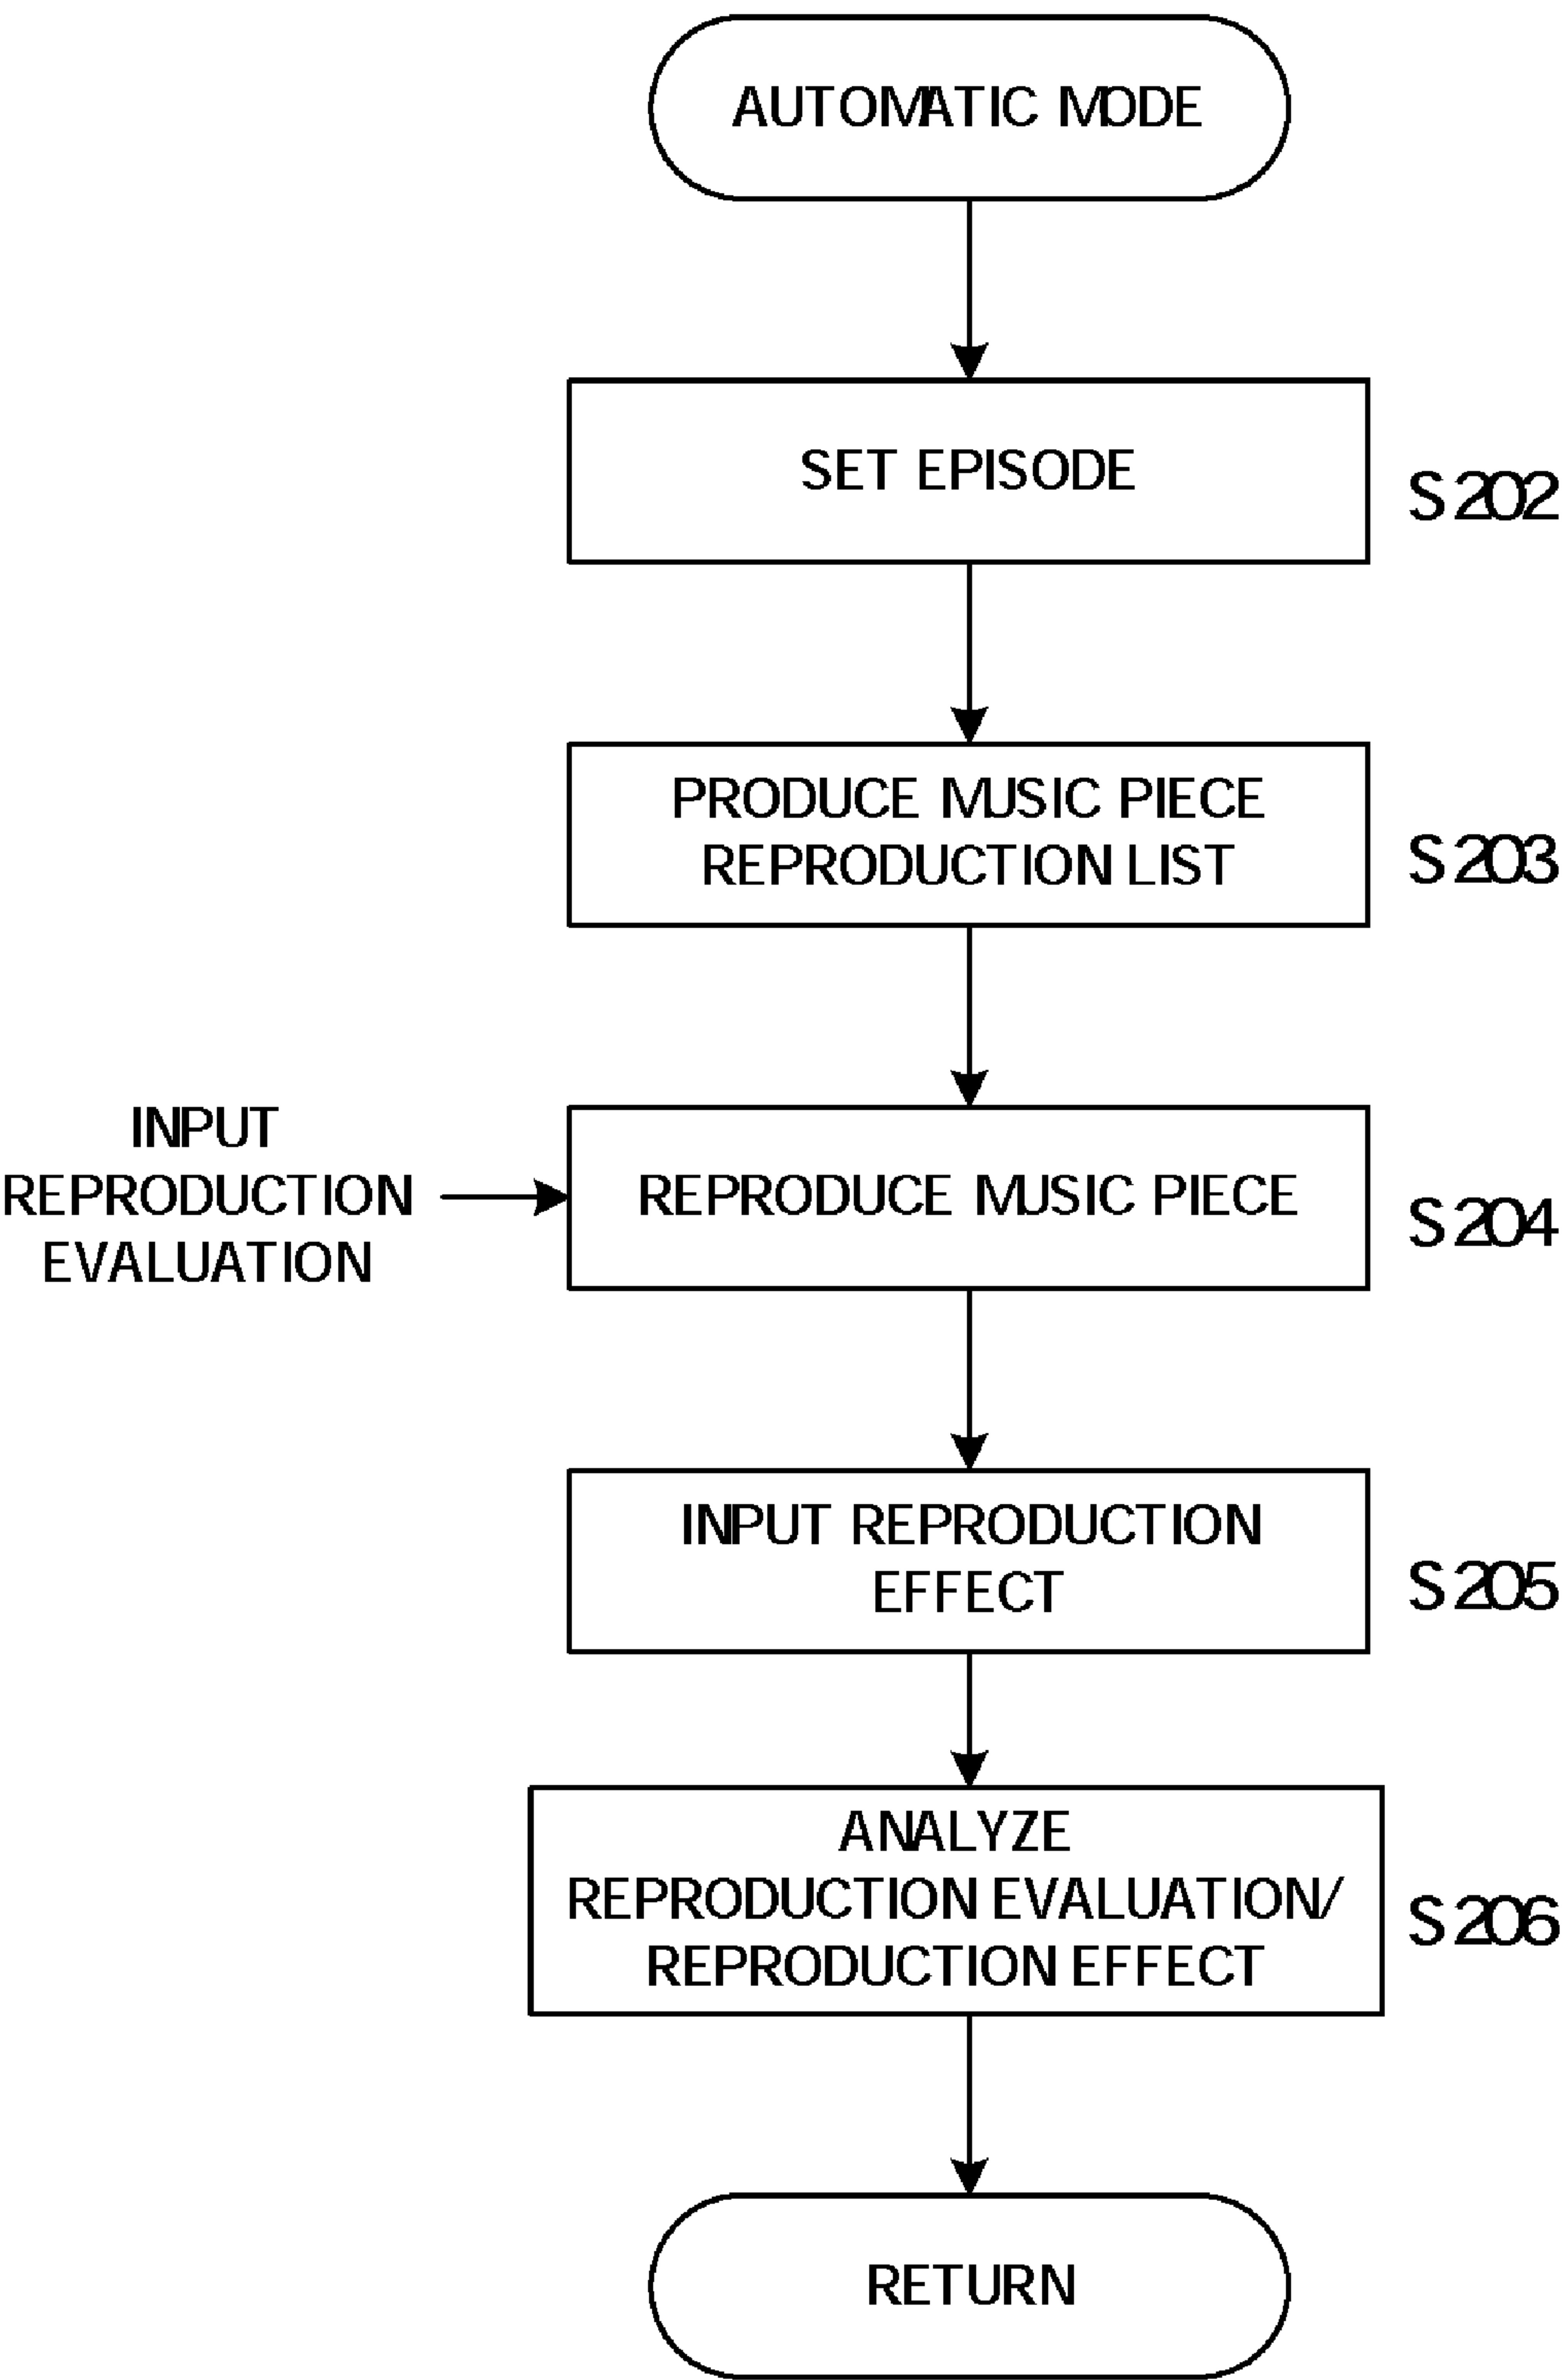 AUTOMATIC MODE
SET EPISODE
S202
PRODUCE MUSIC PIECE
REPRODUCTION LIST
S203
INPUT
REPRODUCTION
EVALUATION
REPRODUCE MUSIC PIECE
S204
INPUT REPRODUCTION
EFFECT
S205
ANALYZE
REPRODUCTION EVALUATION/
REPRODUCTION EFFECT
S206
RETURN